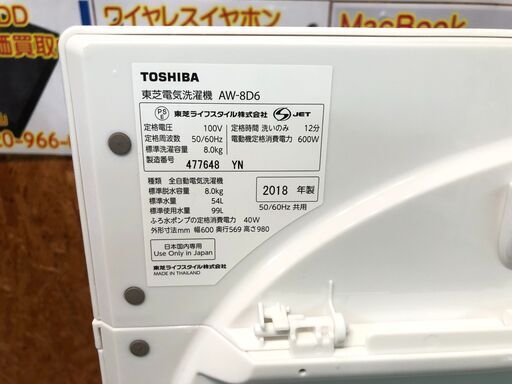 OD
ワイヤレスイヤホン
MacBook
価買取
0-966-
TOSHIBA
東芝電気洗濯機 AW-8D6
PS E 東芝ライフスタイル株式会社 JET
定格電圧 100V
定格周波数 50/60Hz
標準洗濯容量 8.0kg
製造番号 477648 YN
定格時間 洗いのみ 12分
電動機定格消費電力 600W
種類 全自動電気洗濯機
標準脱水容量 8.0kg
標準水量 54L
標準使用水量 99L
ふろ水ポンプの定格消費電力 40W
外形寸法mm 幅600 奥行569 高さ980
2018 年製
50/60Hz 共用
日本国内専用
Use Only in Japan
東芝ライフスタイル株式会社
MADE IN THAILAND